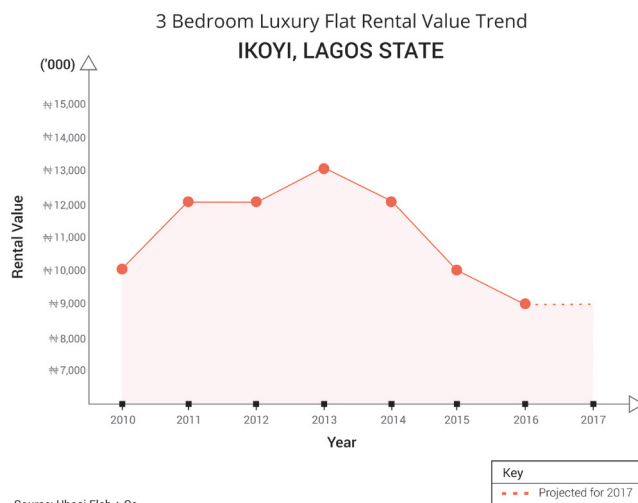 3 Bedroom Luxury Flat Rental Value Trend
IKOYI, LAGOS STATE
('000)
₦15,000
₦14,000
₦13,000
₦12,000
₦11,000
₦10,000
₦9,000
₦8,000
₦7,000
Rental Value
2010 2011 2012 2013 2014 2015 2016 2017
Year
Key
Projected for 2017